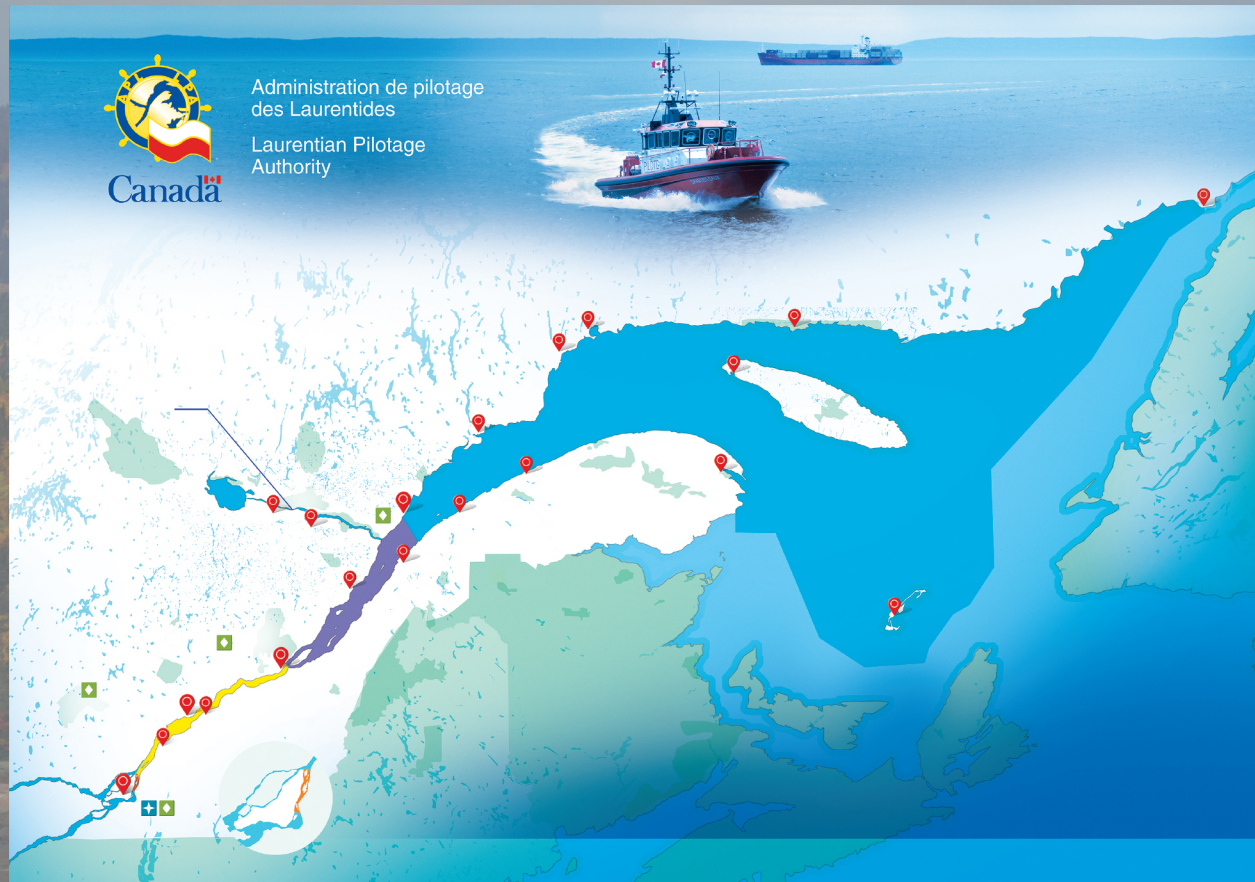 Administration de pilotage
des Laurentides
Laurentian Pilotage
Authority
Canada